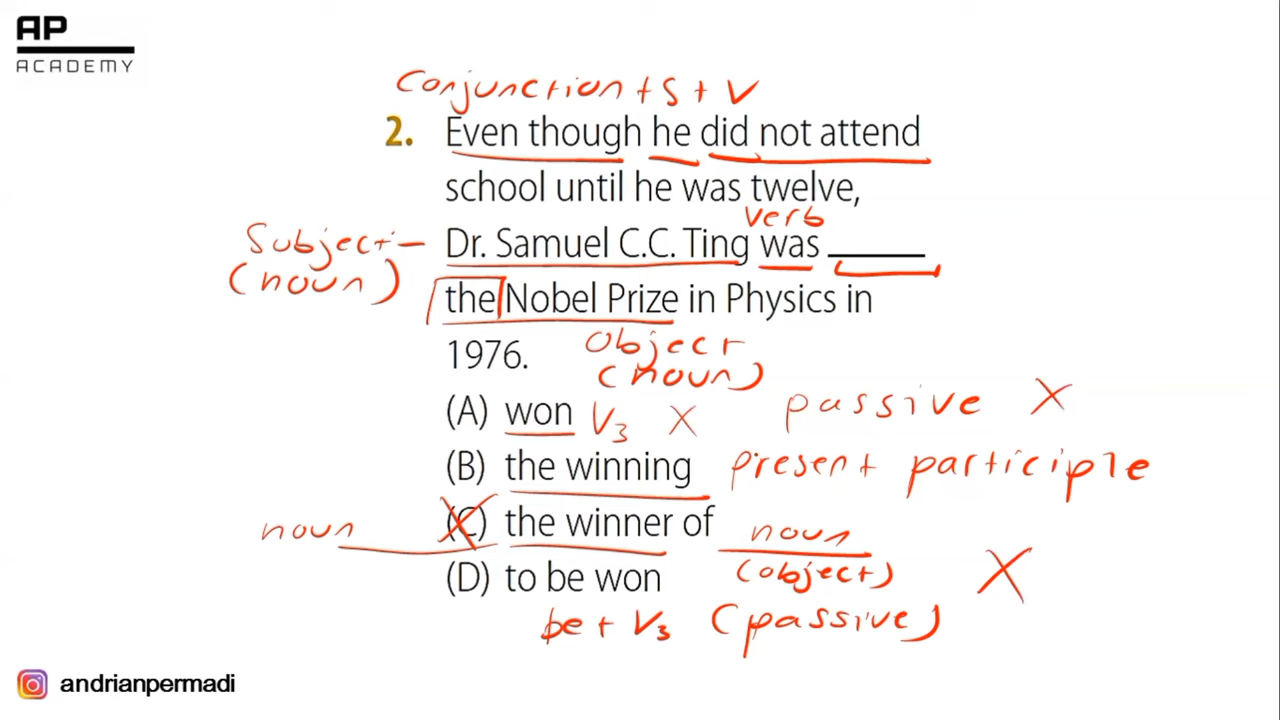 AP
ACADEMY
Conjunction + S + V
2. Even though he did not attend
school until he was twelve,
verb
Subject - Dr. Samuel C.C. Ting was ______
(noun)
the Nobel Prize in Physics in
1976. Object
(noun)
(A) won V3 X passive X
(B) the winning present participle
noun (C) the winner of noun
(object) X
(D) to be won
be + V3 (passive)
andrianpermadi